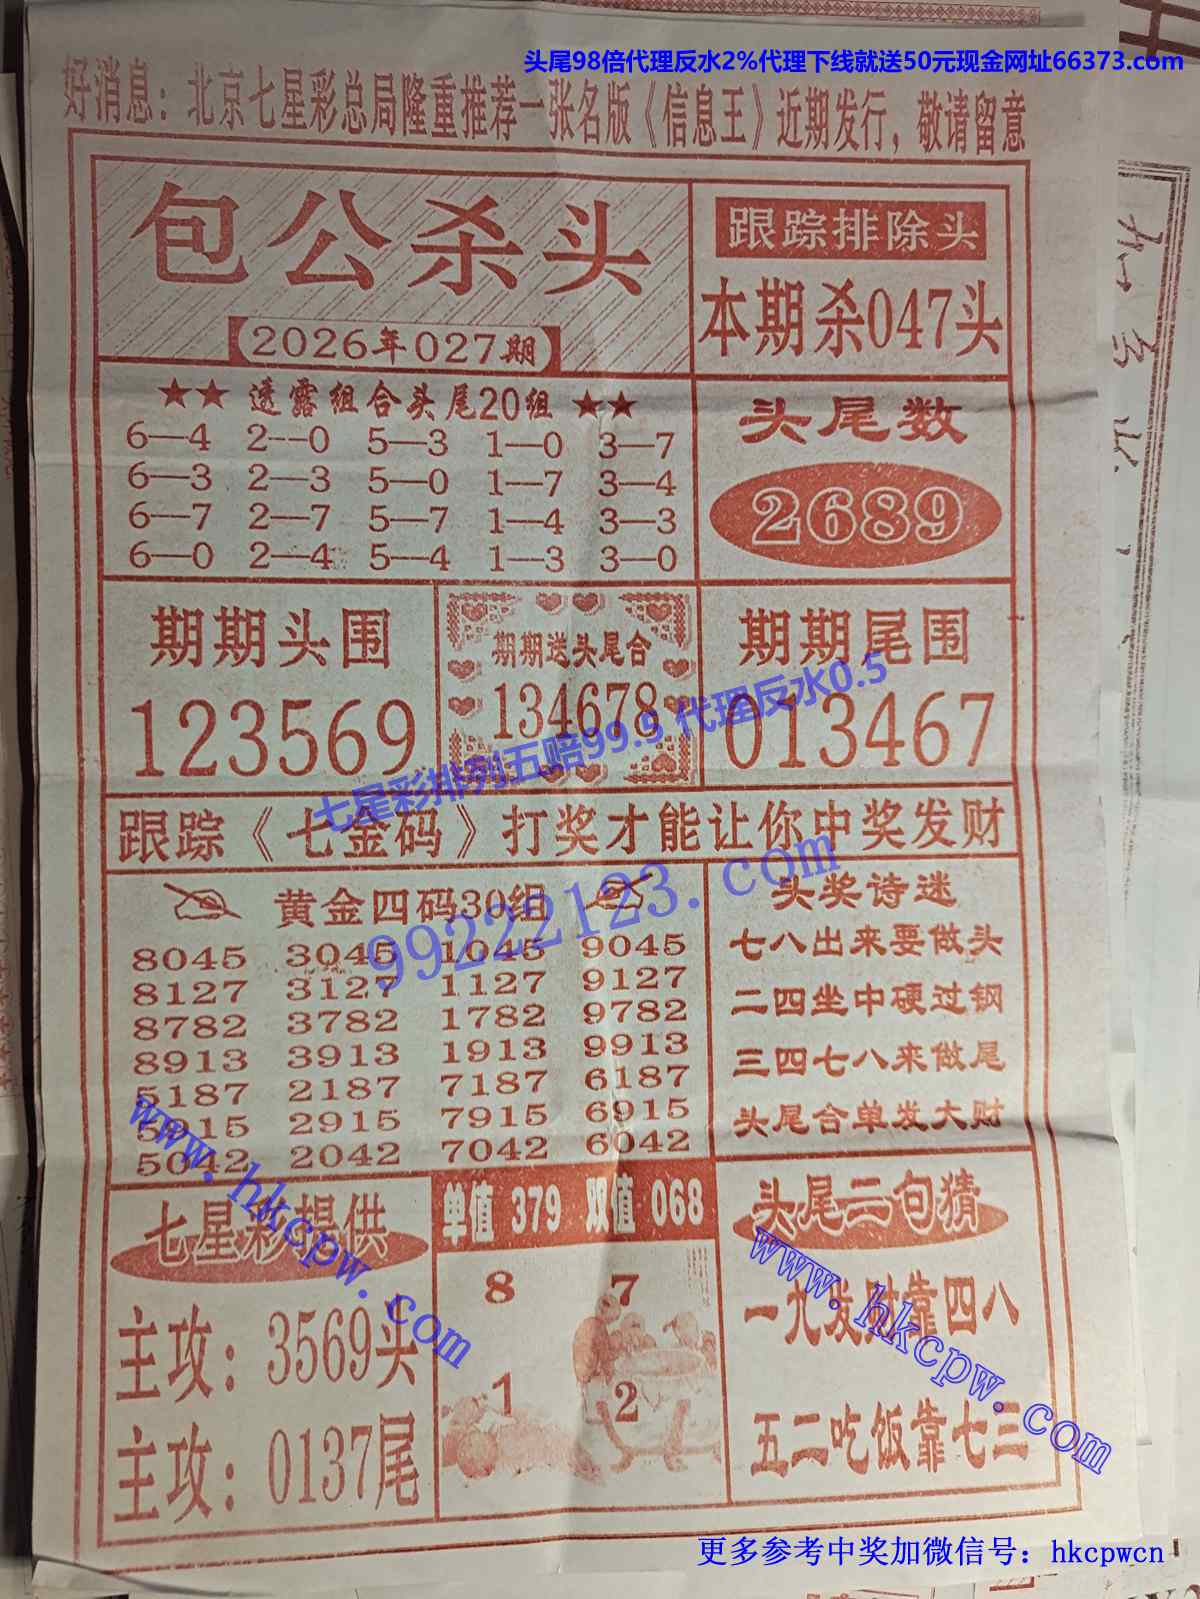 头尾98倍代理反水2%代理下线就送50元现金网址66373.com
好消息：北京七星彩总局隆重推荐一张名版《信息王》近期发行，敬请留意
包公杀头
【2026年027期】
跟踪排除头
本期杀047头
★★ 透露组合头尾20组 ★★
6—4 2--0 5—3 1—0 3—7
6—3 2—3 5—0 1—7 3—4
6—7 2—7 5—7 1—4 3—3
6—0 2—4 5—4 1—3 3—0
头尾数
2689
期期头围
123569
期期送头尾合
134678
期期尾围
013467
七星彩排列五赔99.5 代理反水0.5
跟踪《七金码》打奖才能让你中奖发财
99222123.com
黄金四码30组
8045 3045 1045 9045
8127 3127 1127 9127
8782 3782 1782 9782
8913 3913 1913 9913
5187 2187 7187 6187
5915 2915 7915 6915
5042 2042 7042 6042
头奖诗迷
七八出来要做头
二四坐中硬过钢
三四七八来做尾
头尾合单发大财
www.hkcpw.com
七星彩提供
主攻：3569头
主攻：0137尾
单值 379 双值 068
8 7
1 2
头尾二句猜
一九发财靠四八
五二吃饭靠七三
www.hkcpw.com
更多参考中奖加微信号：hkcpwcn